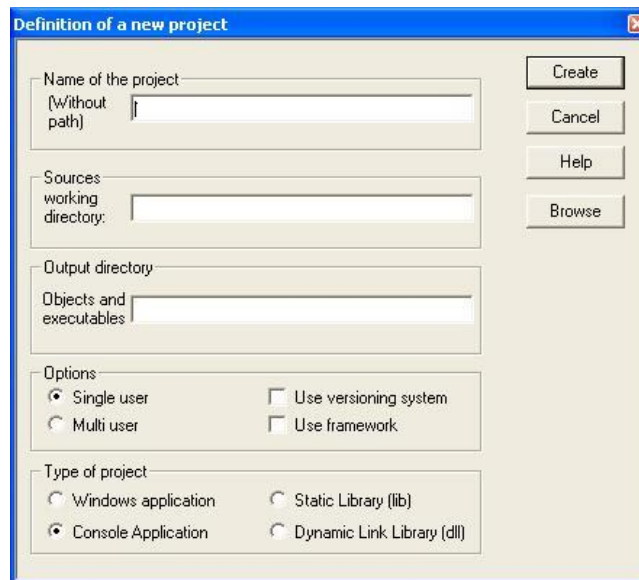 Definition of a new project
Name of the project
(Without
path)
Create
Cancel
Help
Browse
Sources
working
directory:
Output directory
Objects and
executables
Options
Single user
Use versioning system
Multi user
Use framework
Type of project
Windows application
Static Library (lib)
Console Application
Dynamic Link Library (dll)